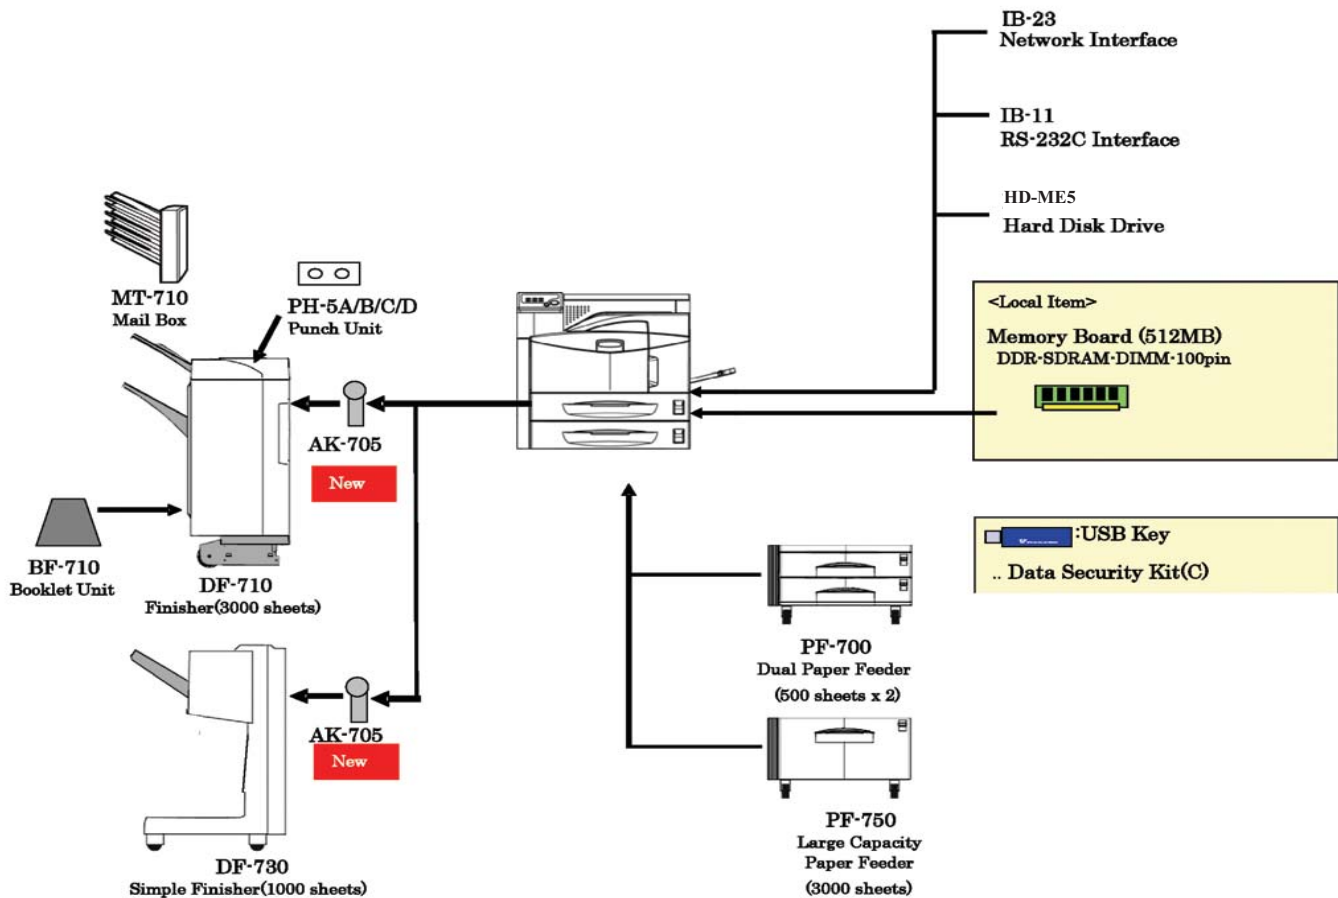 IB-23
Network Interface
IB-11
RS-232C Interface
HD-ME5
Hard Disk Drive
<Local Item>
Memory Board (512MB)
DDR-SDRAM-DIMM-100pin
:USB Key
.. Data Security Kit(C)
MT-710
Mail Box
PH-5A/B/C/D
Punch Unit
AK-705
New
BF-710
Booklet Unit
DF-710
Finisher(3000 sheets)
AK-705
New
DF-730
Simple Finisher(1000 sheets)
PF-700
Dual Paper Feeder
(500 sheets x 2)
PF-750
Large Capacity
Paper Feeder
(3000 sheets)